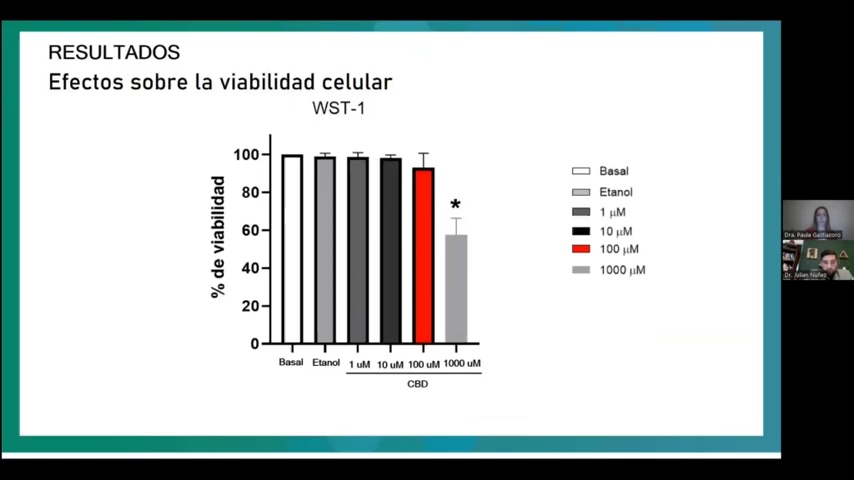 RESULTADOS
Efectos sobre la viabilidad celular
WST-1
% de viabilidad
100
80
60
40
20
0
*
Basal
Etanol
1 uM
10 uM
100 uM
1000 uM
CBD
Basal
Etanol
1 μM
10 μM
100 μM
1000 μM
Dra. Paula Gastiazoro
Dr. Julian Nuñez